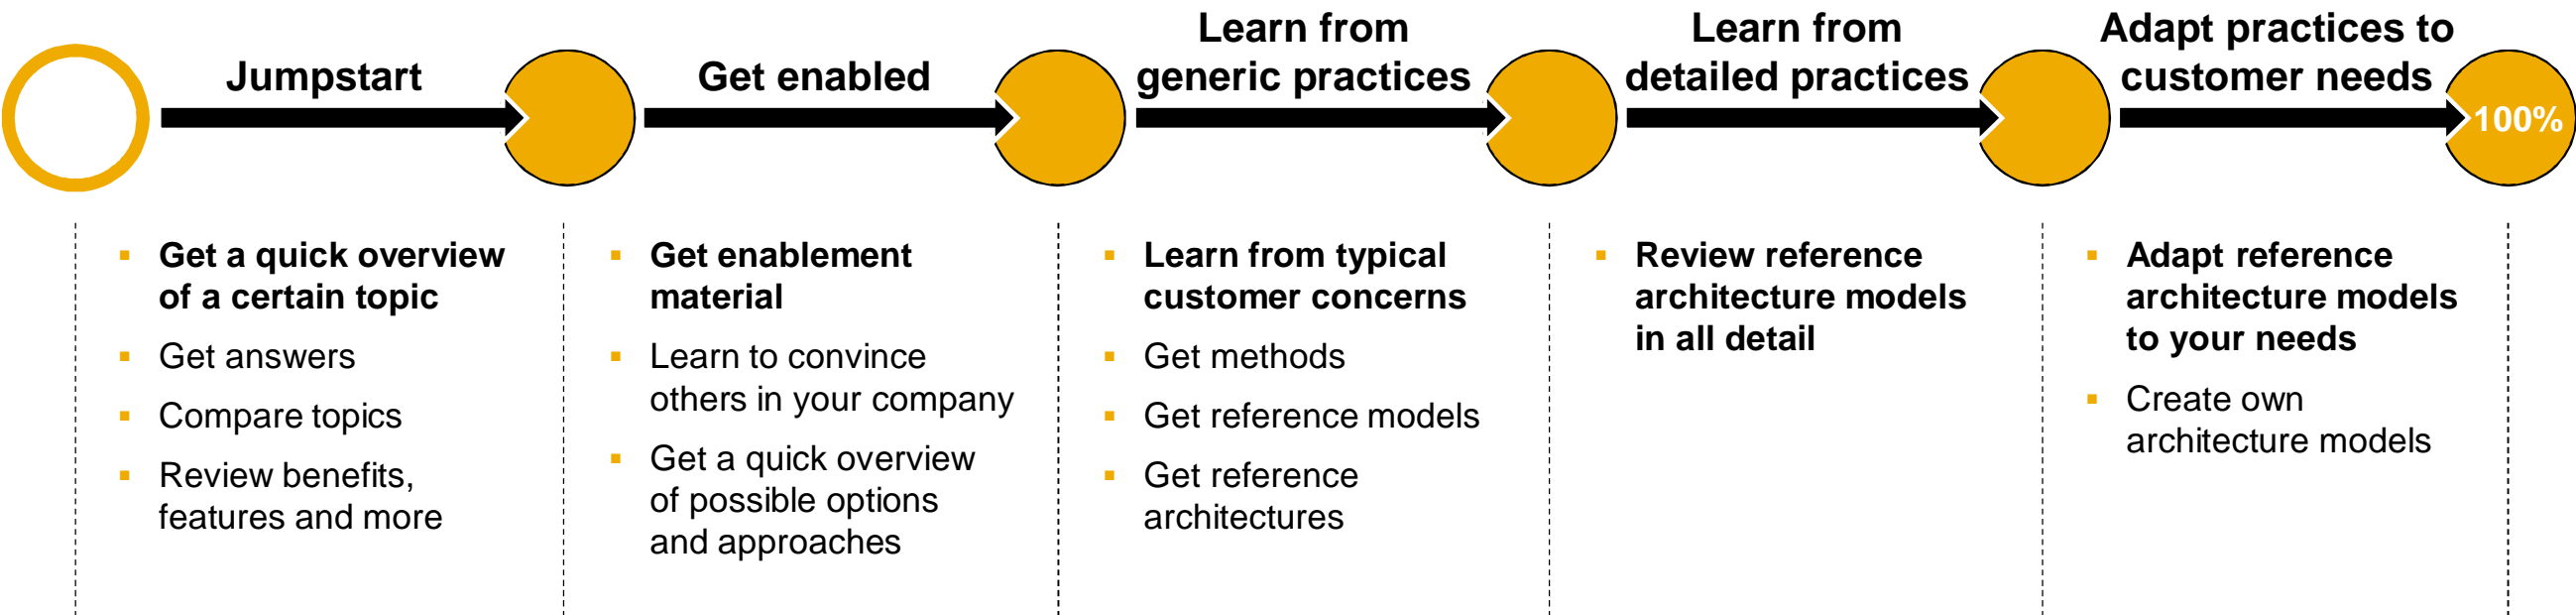 Jumpstart
Get enabled
Learn from
generic practices
Learn from
detailed practices
Adapt practices to
customer needs
100%
Get a quick overview
of a certain topic
Get answers
Compare topics
Review benefits,
features and more
Get enablement
material
Learn to convince
others in your company
Get a quick overview
of possible options
and approaches
Learn from typical
customer concerns
Get methods
Get reference models
Get reference
architectures
Review reference
architecture models
in all detail
Adapt reference
architecture models
to your needs
Create own
architecture models